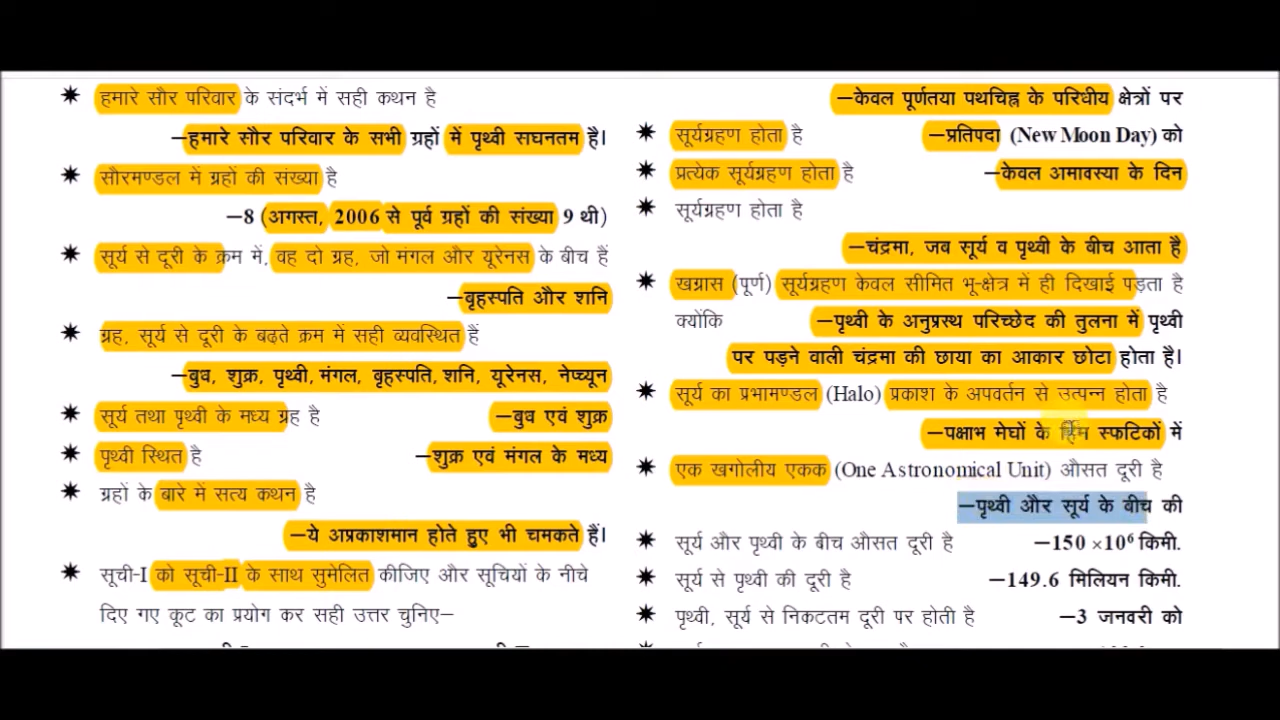 ✷ हमारे सौर परिवार के संदर्भ में सही कथन है
–हमारे सौर परिवार के सभी ग्रहों में पृथ्वी सघनतम है।
✷ सौरमण्डल में ग्रहों की संख्या है
–8 (अगस्त, 2006 से पूर्व ग्रहों की संख्या 9 थी)
✷ सूर्य से दूरी के क्रम में, वह दो ग्रह, जो मंगल और यूरेनस के बीच हैं
–बृहस्पति और शनि
✷ ग्रह, सूर्य से दूरी के बढ़ते क्रम में सही व्यवस्थित हैं
–बुध, शुक्र, पृथ्वी, मंगल, बृहस्पति, शनि, यूरेनस, नेप्च्यून
✷ सूर्य तथा पृथ्वी के मध्य ग्रह है –बुध एवं शुक्र
✷ पृथ्वी स्थित है –शुक्र एवं मंगल के मध्य
✷ ग्रहों के बारे में सत्य कथन है
–ये अप्रकाशमान होते हुए भी चमकते हैं।
✷ सूची-I को सूची-II के साथ सुमेलित कीजिए और सूचियों के नीचे
दिए गए कूट का प्रयोग कर सही उत्तर चुनिए–
–केवल पूर्णतया पथचिह्न के परिधीय क्षेत्रों पर
✷ सूर्यग्रहण होता है –प्रतिपदा (New Moon Day) को
✷ प्रत्येक सूर्यग्रहण होता है –केवल अमावस्या के दिन
✷ सूर्यग्रहण होता है
–चंद्रमा, जब सूर्य व पृथ्वी के बीच आता है
✷ खग्रास (पूर्ण) सूर्यग्रहण केवल सीमित भू-क्षेत्र में ही दिखाई पड़ता है
क्योंकि –पृथ्वी के अनुप्रस्थ परिच्छेद की तुलना में पृथ्वी
पर पड़ने वाली चंद्रमा की छाया का आकार छोटा होता है।
✷ सूर्य का प्रभामण्डल (Halo) प्रकाश के अपवर्तन से उत्पन्न होता है
–पक्षाभ मेघों के हिम स्फटिकों में
✷ एक खगोलीय एकक (One Astronomical Unit) औसत दूरी है
–पृथ्वी और सूर्य के बीच की
✷ सूर्य और पृथ्वी के बीच औसत दूरी है –150 ×10⁶ किमी.
✷ सूर्य से पृथ्वी की दूरी है –149.6 मिलियन किमी.
✷ पृथ्वी, सूर्य से निकटतम दूरी पर होती है –3 जनवरी को